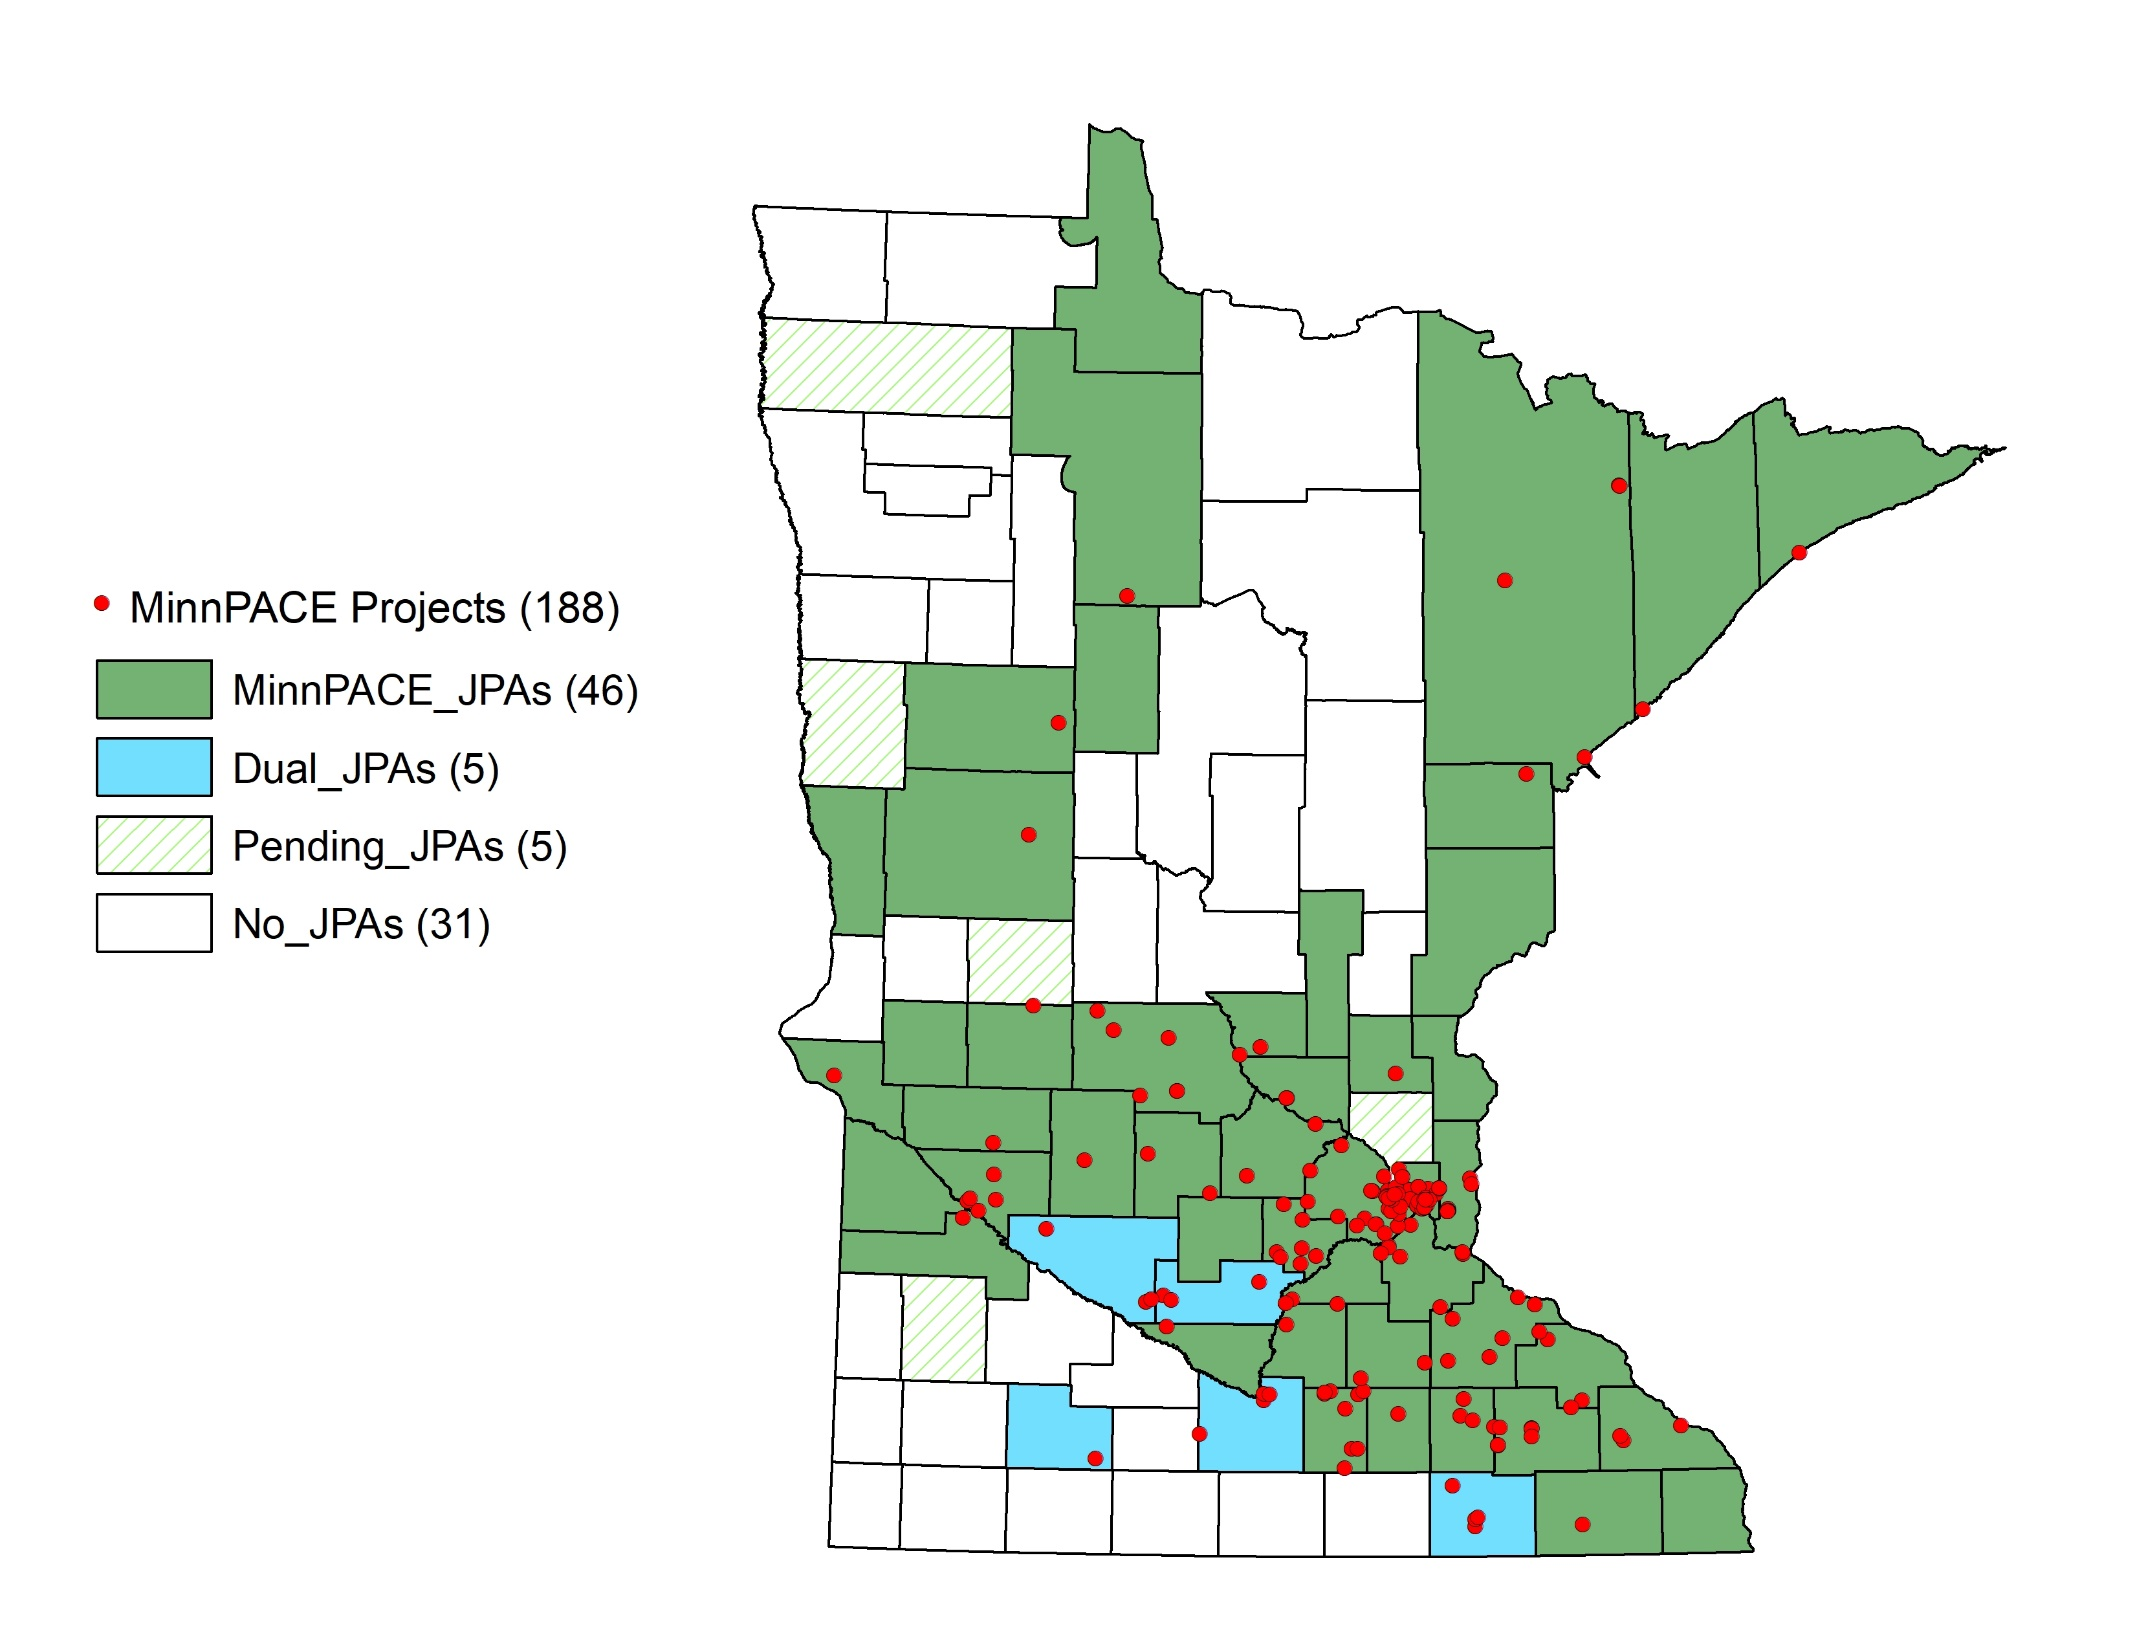 MinnPACE Projects (188)
MinnPACE_JPAs (46)
Dual_JPAs (5)
Pending_JPAs (5)
No_JPAs (31)